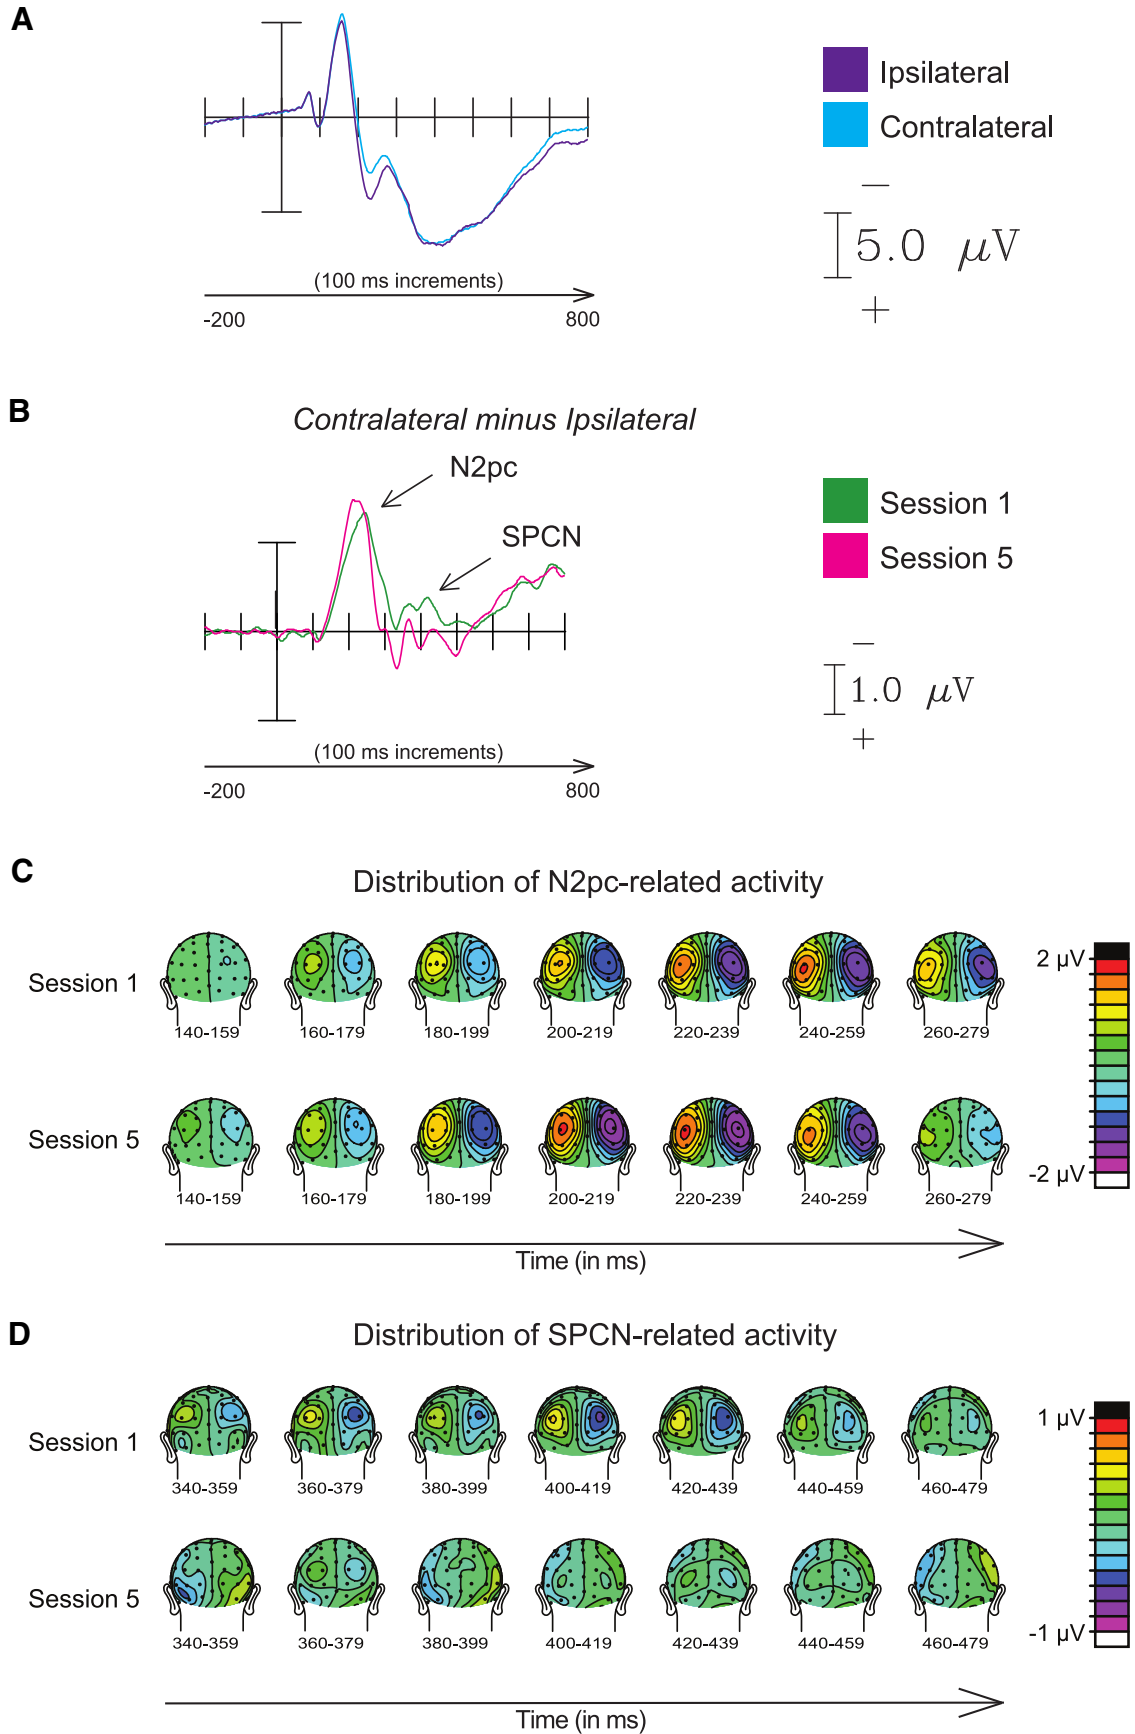 A
Ipsilateral
Contralateral
−
5.0 µV
+
(100 ms increments)
-200 800
B
Contralateral minus Ipsilateral
N2pc
SPCN
Session 1
Session 5
−
1.0 µV
+
(100 ms increments)
-200 800
C
Distribution of N2pc-related activity
Session 1
140-159 160-179 180-199 200-219 220-239 240-259 260-279
2 µV
Session 5
140-159 160-179 180-199 200-219 220-239 240-259 260-279
-2 µV
Time (in ms)
D
Distribution of SPCN-related activity
Session 1
340-359 360-379 380-399 400-419 420-439 440-459 460-479
1 µV
Session 5
340-359 360-379 380-399 400-419 420-439 440-459 460-479
-1 µV
Time (in ms)